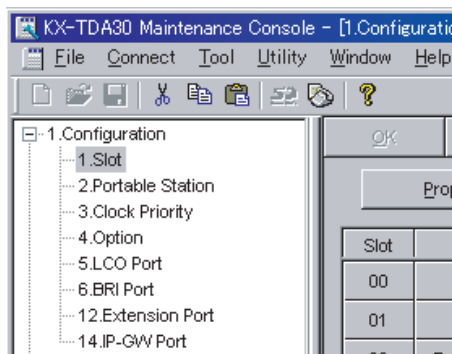 KX-TDA30 Maintenance Console - [1.Configuratio
File Connect Tool Utility Window Help
1.Configuration
1.Slot
2.Portable Station
3.Clock Priority
4.Option
5.LCO Port
6.BRI Port
12.Extension Port
14.IP-GW Port
OK
Prop
Slot
00
01